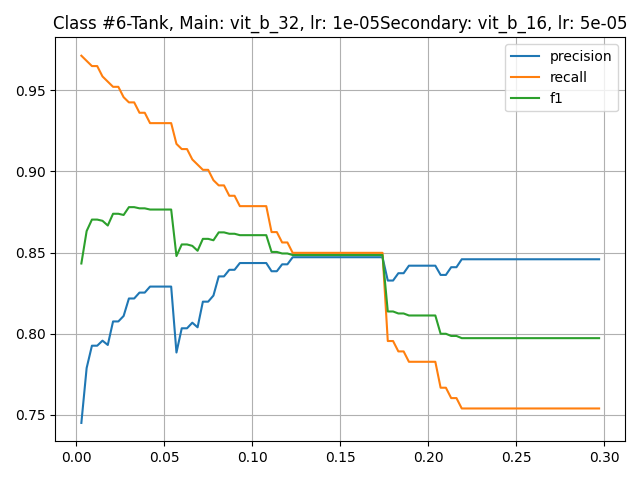 Class #6-Tank, Main: vit_b_32, lr: 1e-05Secondary: vit_b_16, lr: 5e-05
precision
recall
f1
0.95
0.90
0.85
0.80
0.75
0.00 0.05 0.10 0.15 0.20 0.25 0.30